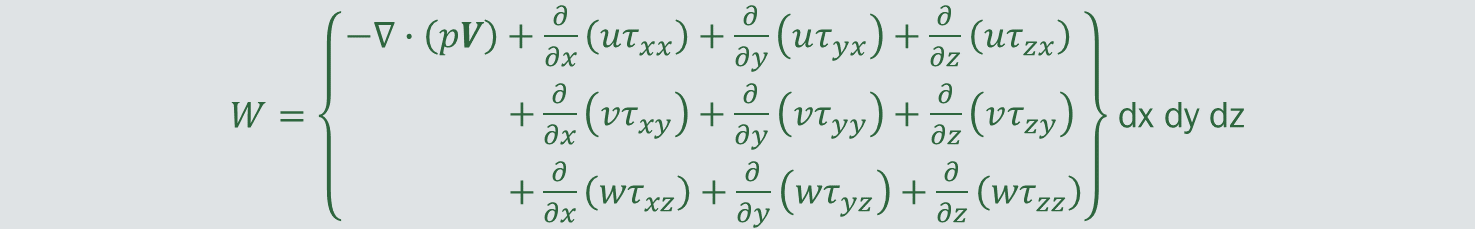 −∇ · (p𝑽) + ∂/∂x (uτ_xx) + ∂/∂y (uτ_yx) + ∂/∂z (uτ_zx)
W = { + ∂/∂x (vτ_xy) + ∂/∂y (vτ_yy) + ∂/∂z (vτ_zy) } dx dy dz
+ ∂/∂x (wτ_xz) + ∂/∂y (wτ_yz) + ∂/∂z (wτ_zz)